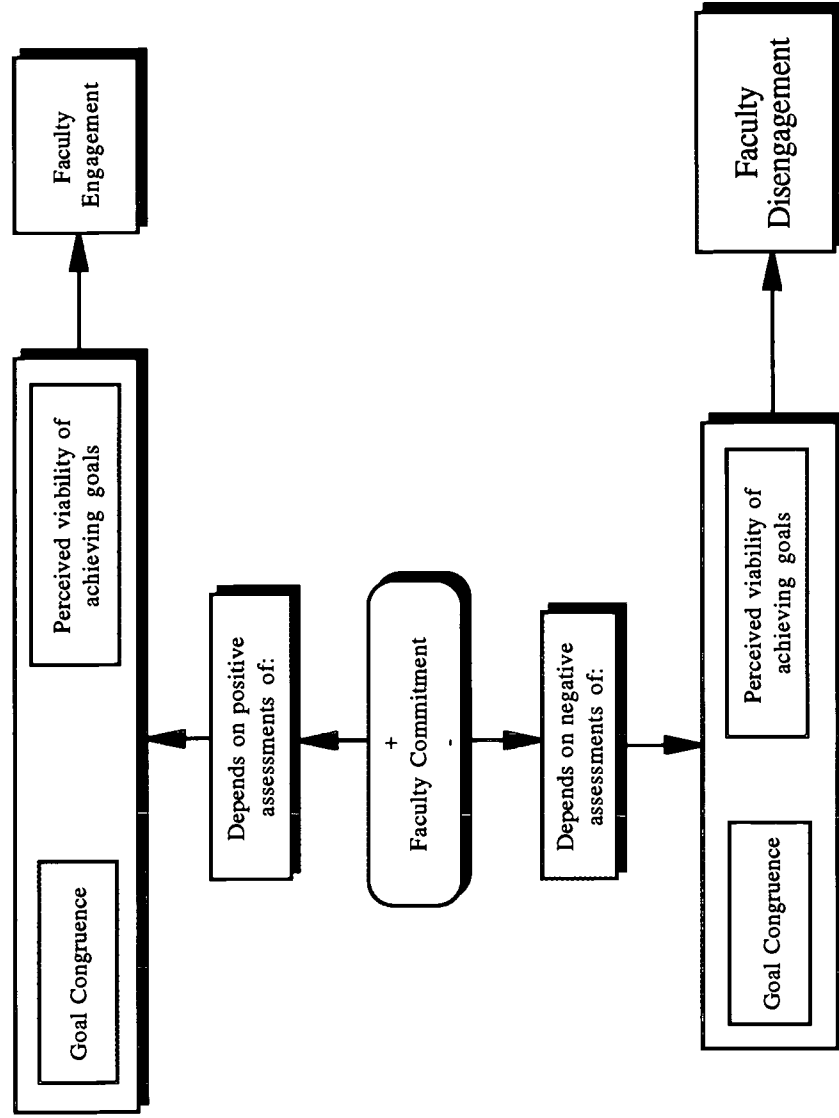 Goal Congruence
Perceived viability of
achieving goals
Faculty
Engagement
Depends on positive
assessments of:
+
Faculty Commitment
-
Depends on negative
assessments of:
Goal Congruence
Perceived viability of
achieving goals
Faculty
Disengagement